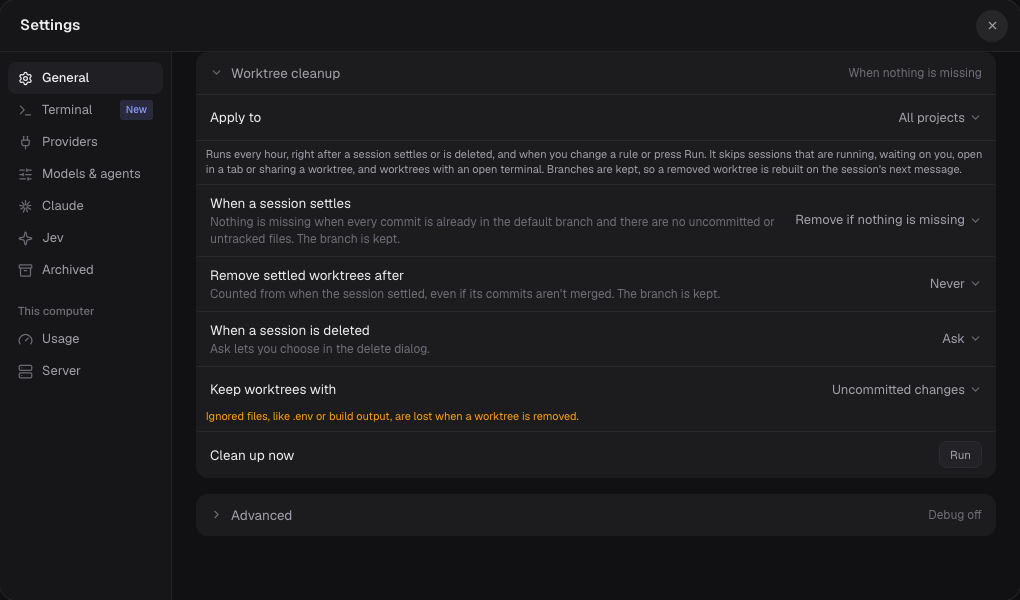 Settings
General
Terminal
New
Providers
Models & agents
Claude
Jev
Archived
This computer
Usage
Server
Worktree cleanup
When nothing is missing
Apply to
All projects
Runs every hour, right after a session settles or is deleted, and when you change a rule or press Run. It skips sessions that are running, waiting on you, open
in a tab or sharing a worktree, and worktrees with an open terminal. Branches are kept, so a removed worktree is rebuilt on the session's next message.
When a session settles
Nothing is missing when every commit is already in the default branch and there are no uncommitted or
untracked files. The branch is kept.
Remove if nothing is missing
Remove settled worktrees after
Counted from when the session settled, even if its commits aren't merged. The branch is kept.
Never
When a session is deleted
Ask lets you choose in the delete dialog.
Ask
Keep worktrees with
Uncommitted changes
Ignored files, like .env or build output, are lost when a worktree is removed.
Clean up now
Run
Advanced
Debug off